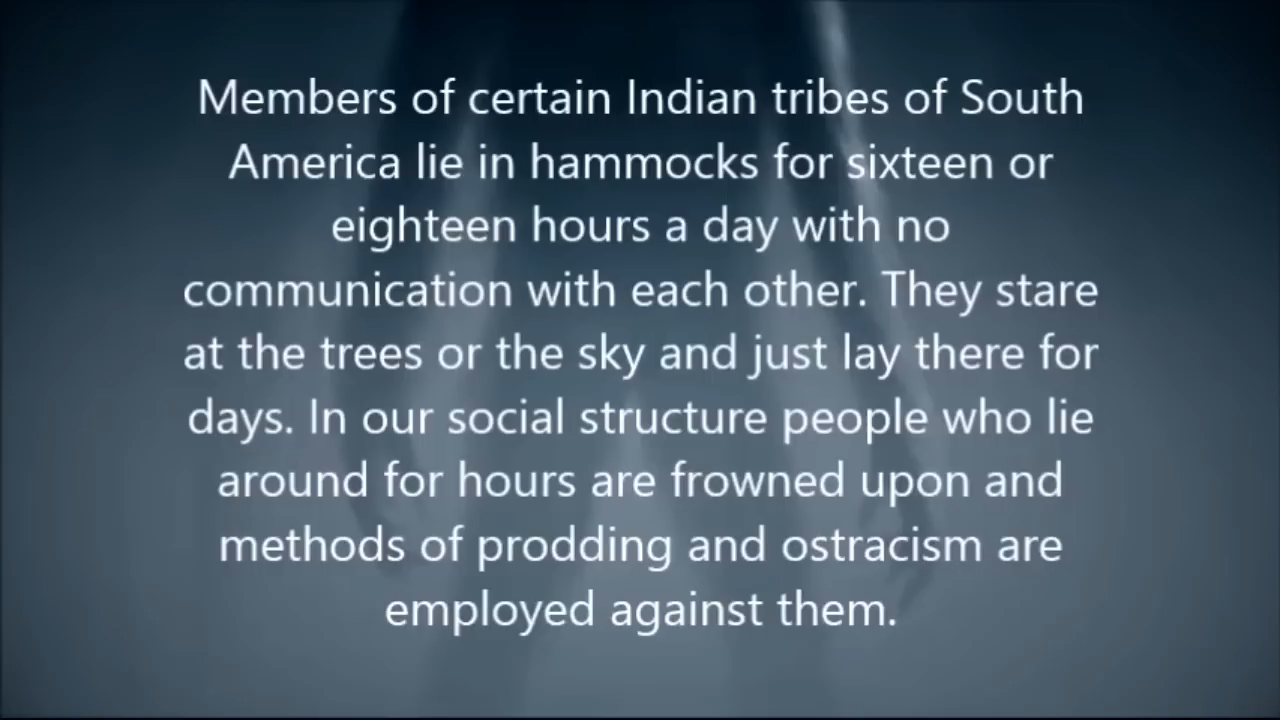 Members of certain Indian tribes of South
America lie in hammocks for sixteen or
eighteen hours a day with no
communication with each other. They stare
at the trees or the sky and just lay there for
days. In our social structure people who lie
around for hours are frowned upon and
methods of prodding and ostracism are
employed against them.